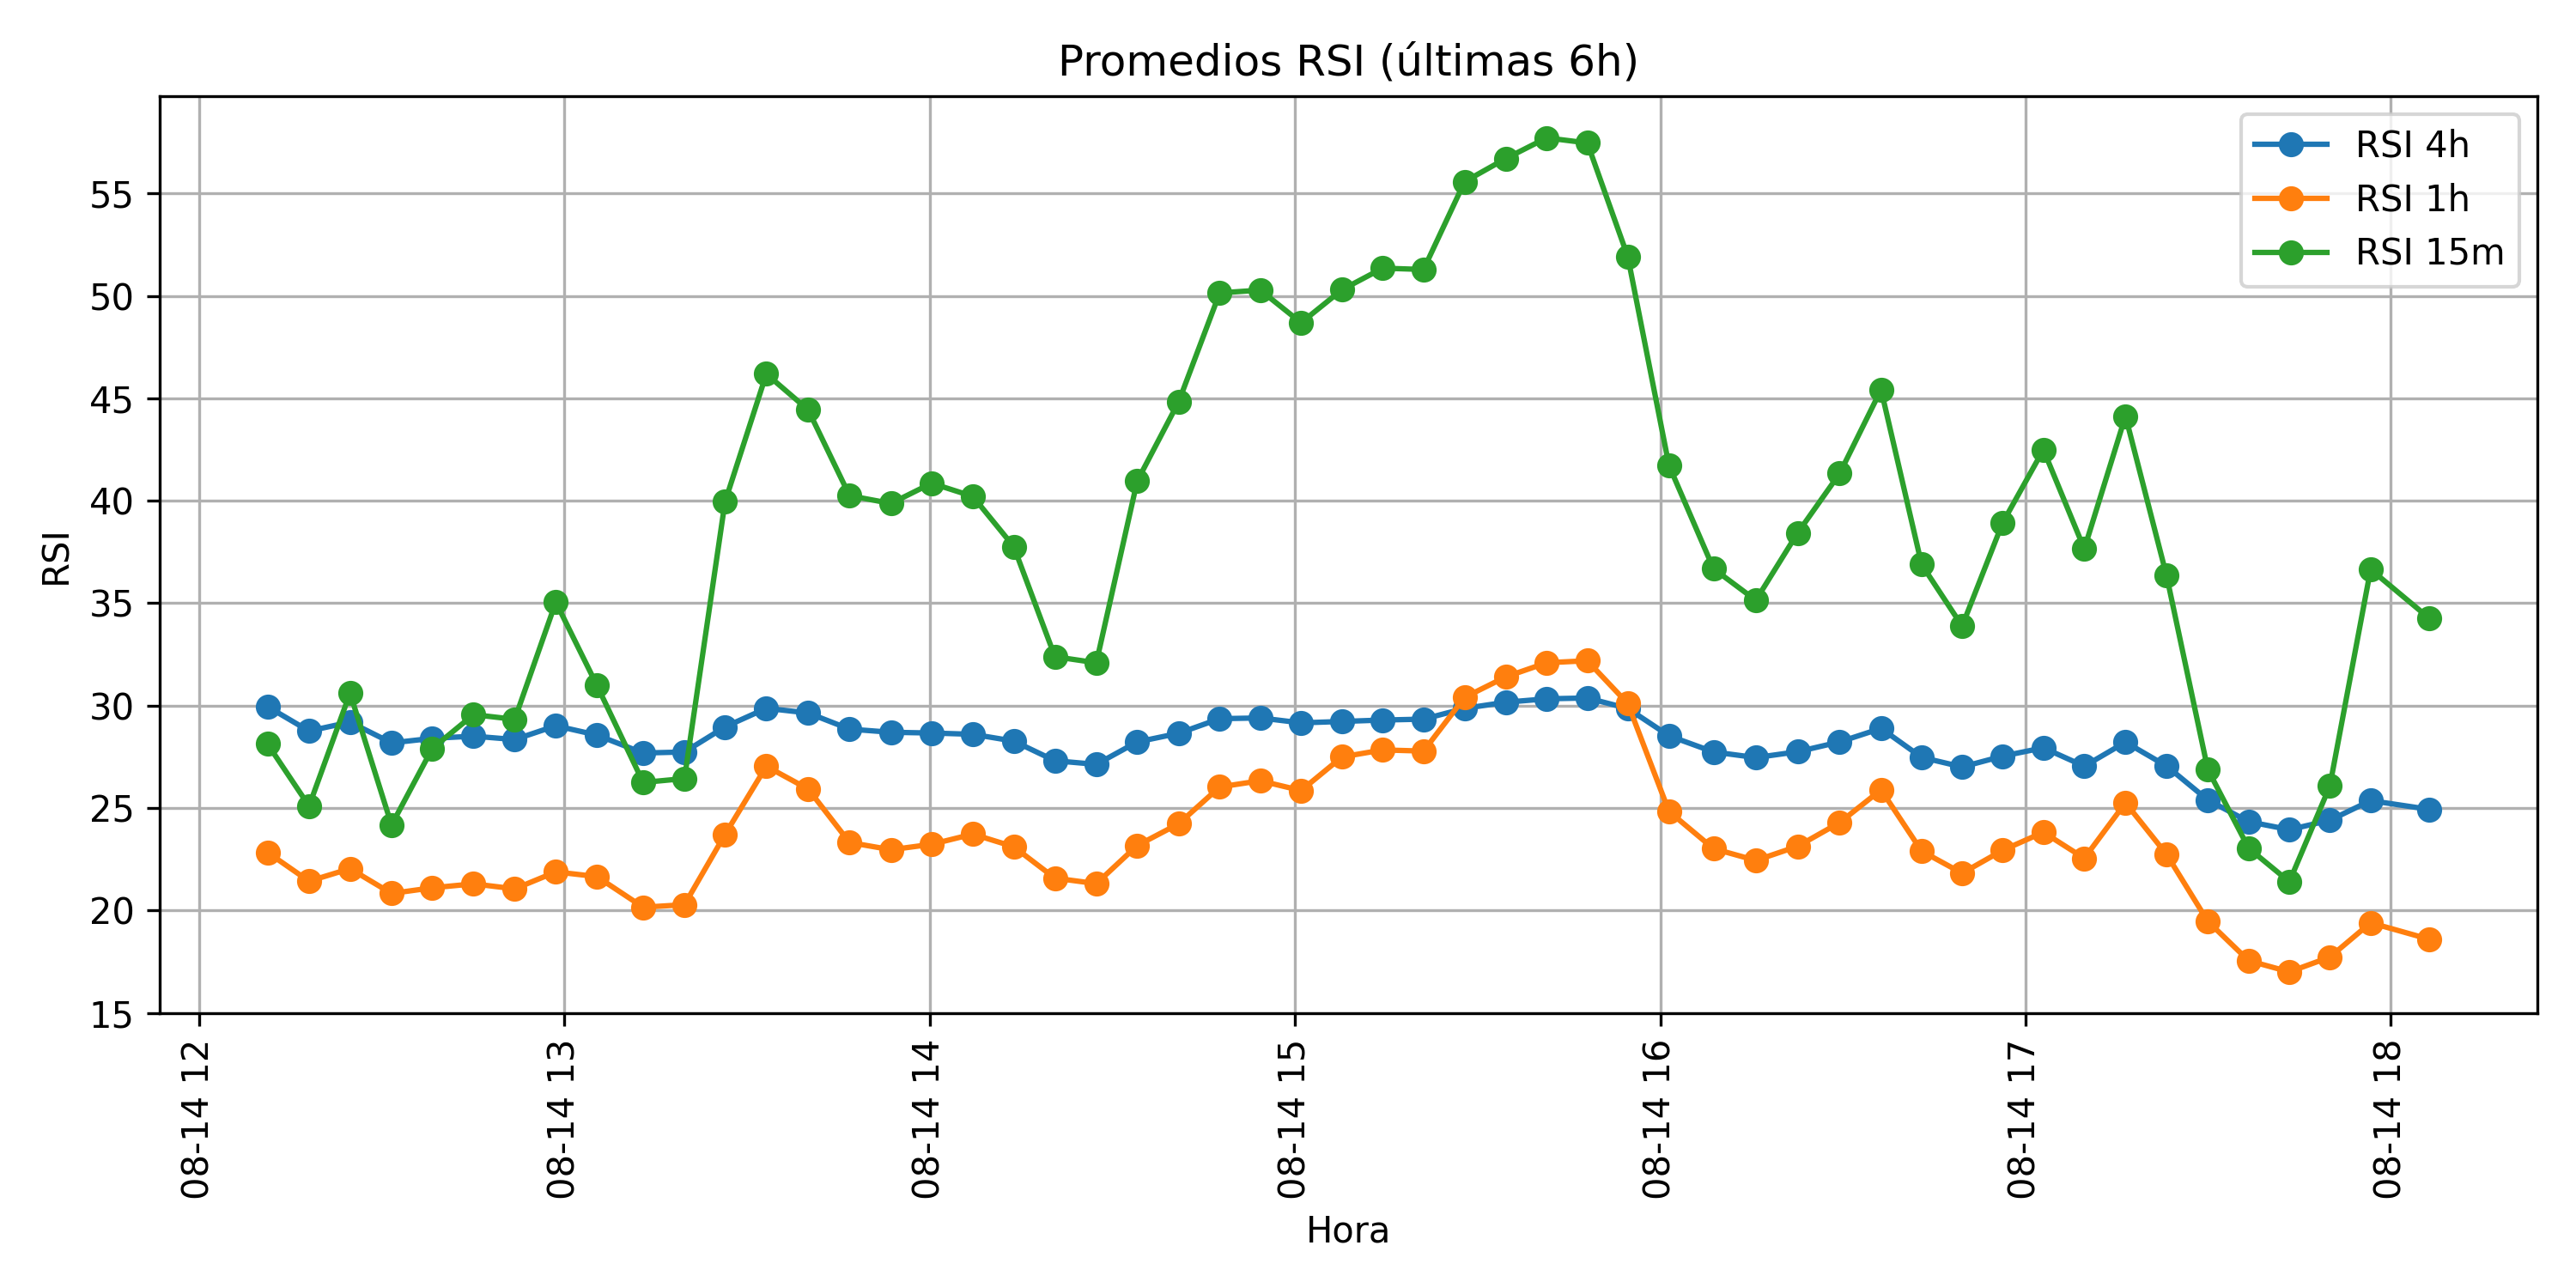 Promedios RSI (últimas 6h)
RSI 4h
RSI 1h
RSI 15m
RSI
55
50
45
40
35
30
25
20
15
08-14 12
08-14 13
08-14 14
08-14 15
08-14 16
08-14 17
08-14 18
Hora